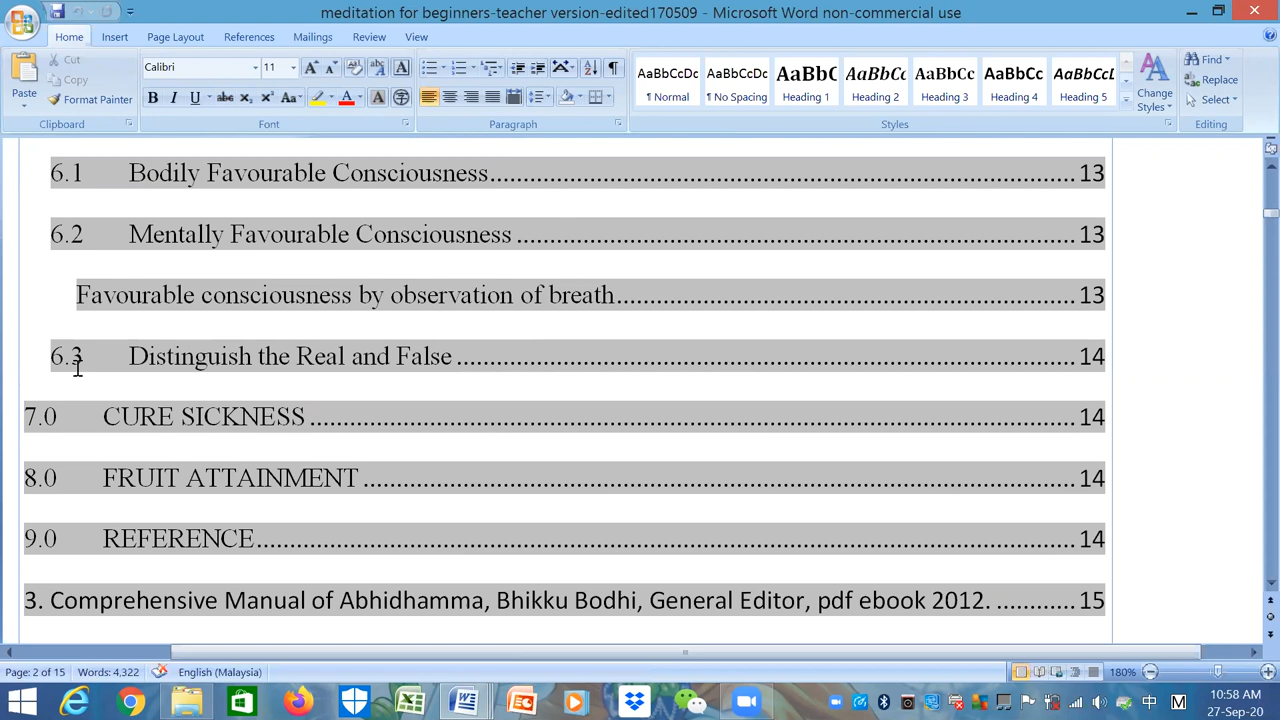 meditation for beginners-teacher version-edited170509 - Microsoft Word non-commercial use
Home Insert Page Layout References Mailings Review View
Paste
Cut
Copy
Format Painter
Clipboard
Calibri 11
Font
Paragraph
AaBbCcDc AaBbCcDc AaBbC AaBbCc AaBbCc AaBbCc AaBbCcL
¶ Normal ¶ No Spacing Heading 1 Heading 2 Heading 3 Heading 4 Heading 5
Change Styles
Styles
Find
Replace
Select
Editing
6.1 Bodily Favourable Consciousness 13
6.2 Mentally Favourable Consciousness 13
Favourable consciousness by observation of breath 13
6.3 Distinguish the Real and False 14
7.0 CURE SICKNESS 14
8.0 FRUIT ATTAINMENT 14
9.0 REFERENCE 14
3. Comprehensive Manual of Abhidhamma, Bhikku Bodhi, General Editor, pdf ebook 2012. 15
Page: 2 of 15 Words: 4,322 English (Malaysia) 180%
10:58 AM
27-Sep-20